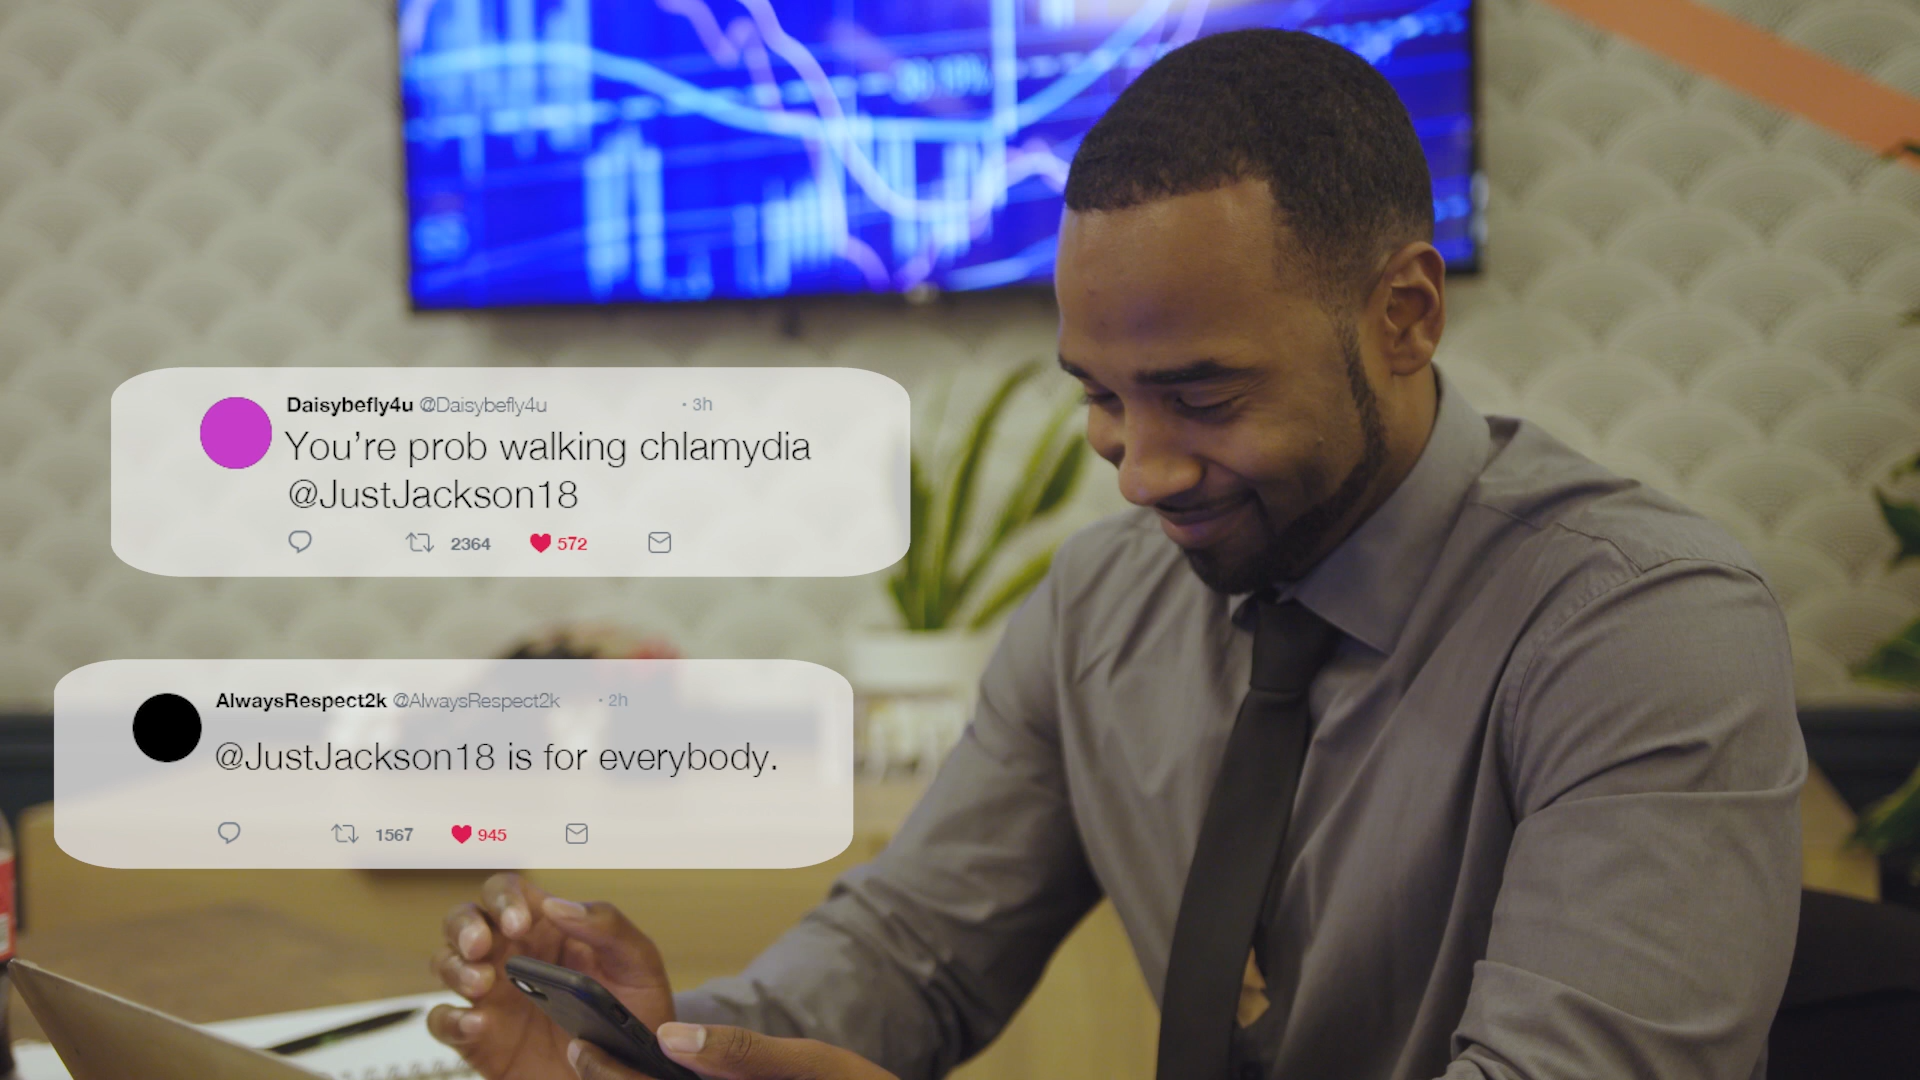 Daisybefly4u @Daisybefly4u · 3h
You're prob walking chlamydia
@JustJackson18
2364 572
AlwaysRespect2k @AlwaysRespect2k · 2h
@JustJackson18 is for everybody.
1567 945